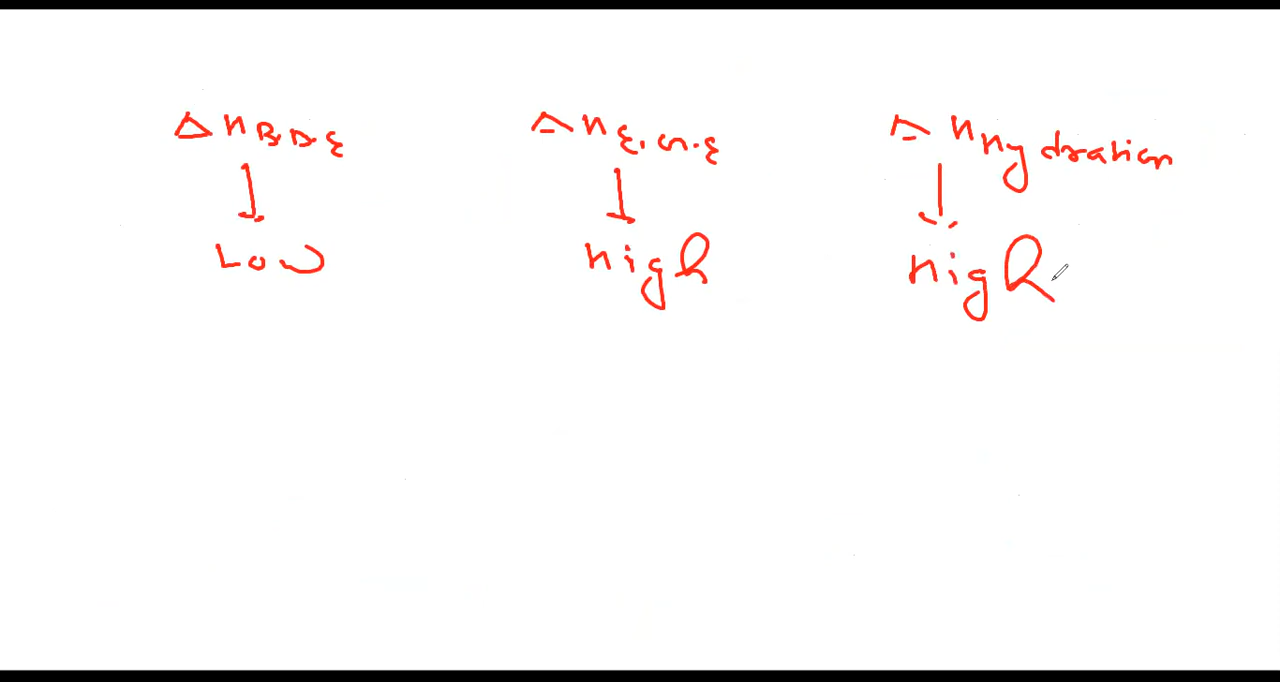 ΔH B.D.E ΔH E.G.E ΔH Hydration
↓ ↓ ↓
Low High High